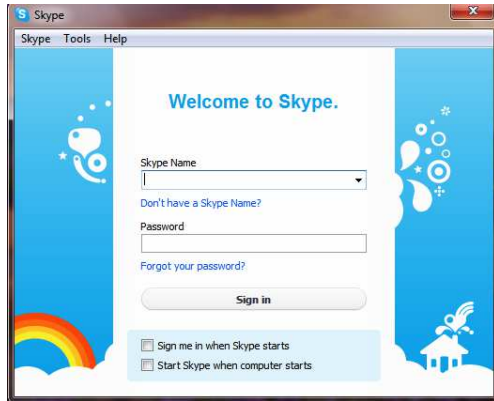 Skype
Skype Tools Help
Welcome to Skype.
Skype Name
Don't have a Skype Name?
Password
Forgot your password?
Sign in
Sign me in when Skype starts
Start Skype when computer starts